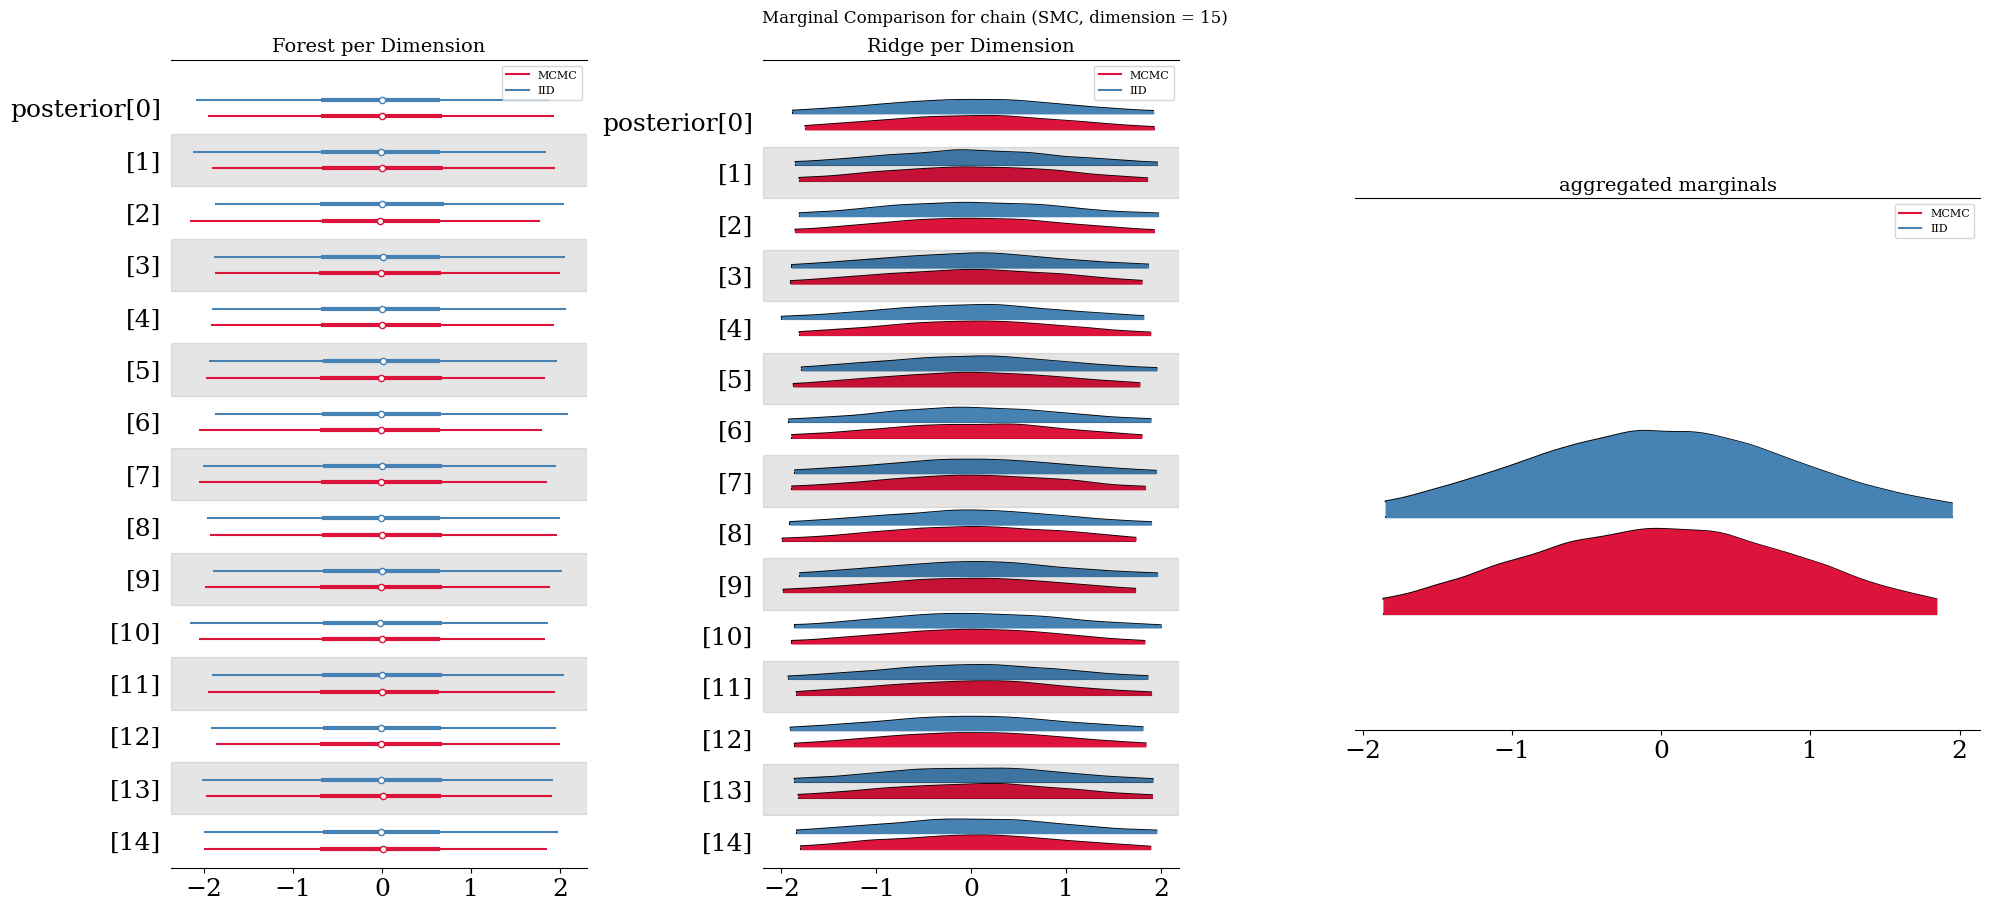 Marginal Comparison for chain (SMC, dimension = 15)
Forest per Dimension
MCMC
IID
posterior[0]
[1]
[2]
[3]
[4]
[5]
[6]
[7]
[8]
[9]
[10]
[11]
[12]
[13]
[14]
−2 −1 0 1 2
Ridge per Dimension
MCMC
IID
posterior[0]
[1]
[2]
[3]
[4]
[5]
[6]
[7]
[8]
[9]
[10]
[11]
[12]
[13]
[14]
−2 −1 0 1 2
aggregated marginals
MCMC
IID
−2 −1 0 1 2